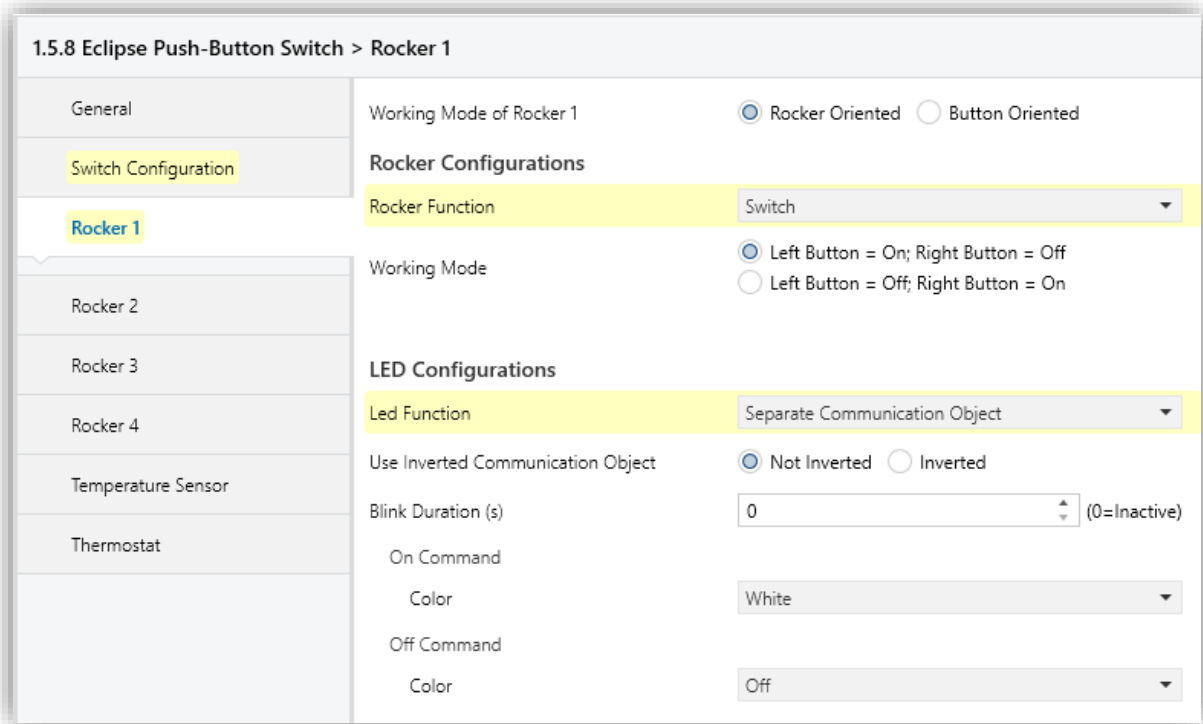 1.5.8 Eclipse Push-Button Switch > Rocker 1
General
Switch Configuration
Rocker 1
Rocker 2
Rocker 3
Rocker 4
Temperature Sensor
Thermostat
Working Mode of Rocker 1 Rocker Oriented Button Oriented
Rocker Configurations
Rocker Function Switch
Working Mode Left Button = On; Right Button = Off
Left Button = Off; Right Button = On
LED Configurations
Led Function Separate Communication Object
Use Inverted Communication Object Not Inverted Inverted
Blink Duration (s) 0 (0=Inactive)
On Command
Color White
Off Command
Color Off